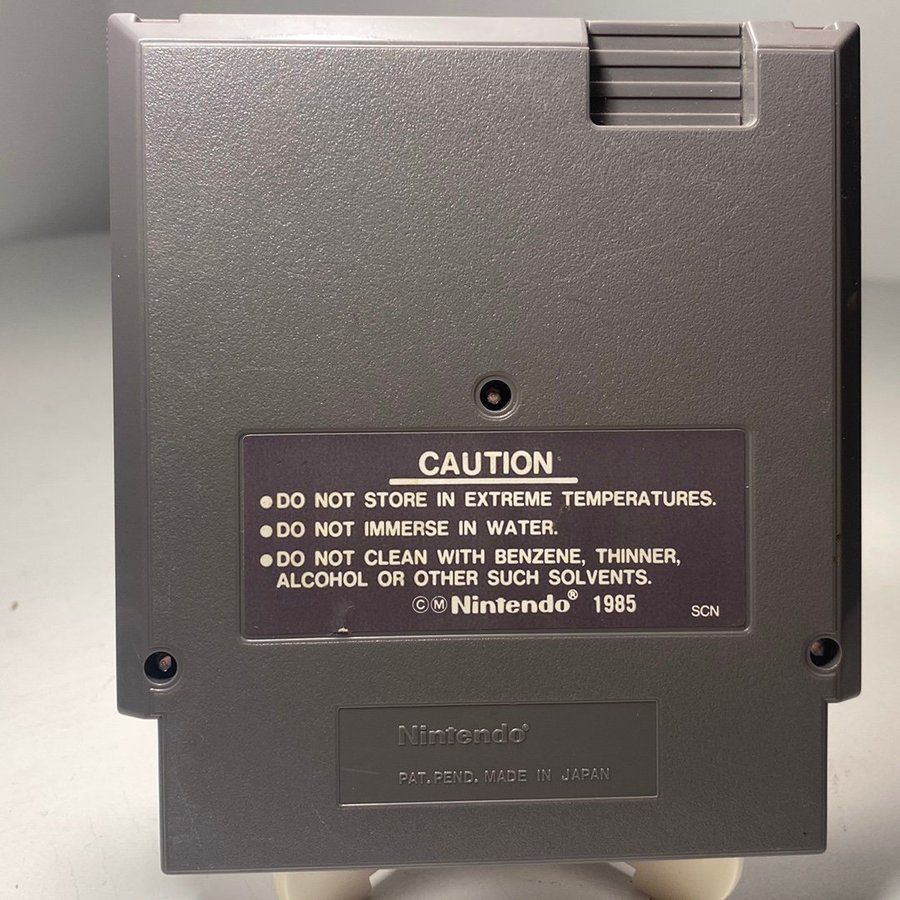 CAUTION
●DO NOT STORE IN EXTREME TEMPERATURES.
●DO NOT IMMERSE IN WATER.
●DO NOT CLEAN WITH BENZENE, THINNER,
ALCOHOL OR OTHER SUCH SOLVENTS.
ⒸⓂNintendo® 1985 SCN
Nintendo®
PAT. PEND. MADE IN JAPAN